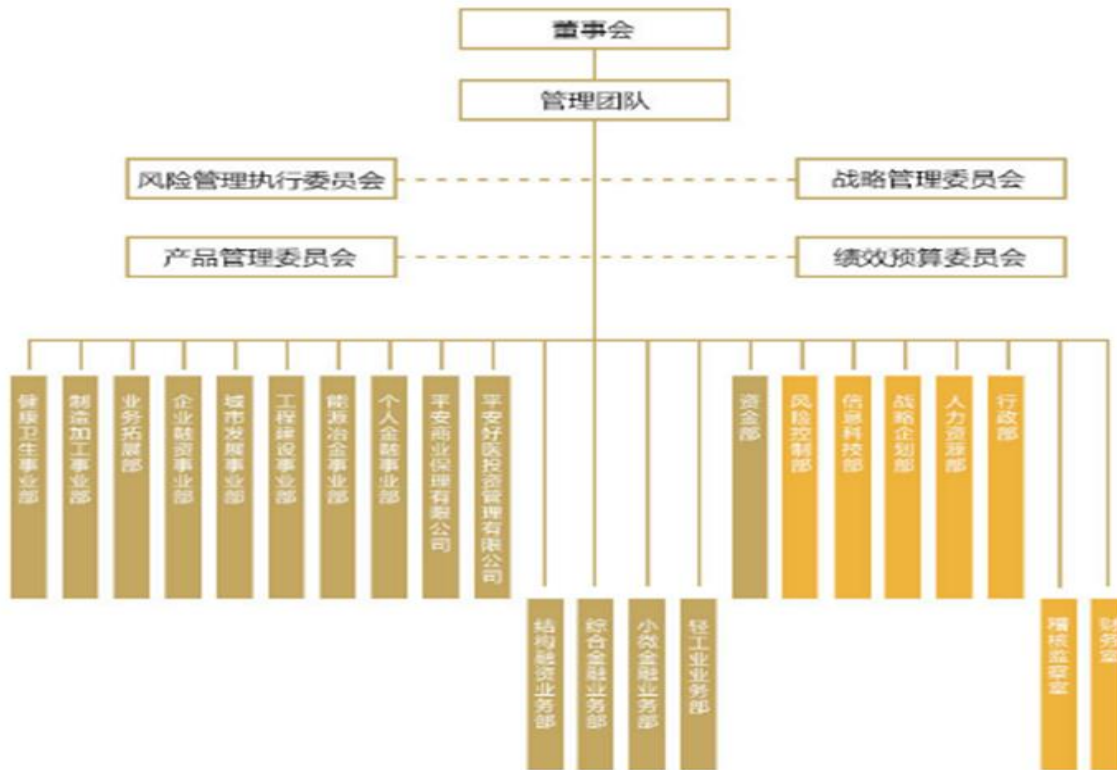 董事会
管理团队
风险管理执行委员会
战略管理委员会
产品管理委员会
绩效预算委员会
健康卫生事业部
制造加工事业部
业务拓展部
企业融资事业部
城市发展事业部
工程建设事业部
能源冶金事业部
个人金融事业部
平安商业保理有限公司
平安好医投资管理有限公司
结构融资业务部
综合金融业务部
小微金融业务部
轻工业业务部
资金部
风险控制部
信息科技部
战略企划部
人力资源部
行政部
稽核监察室
财务室